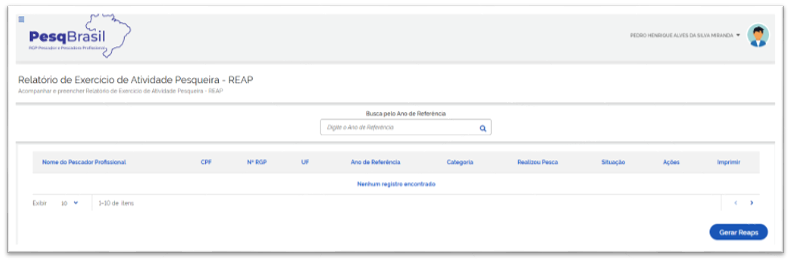 PesqBrasil
RGP-Pescador e Pescadora Profissional
PEDRO HENRIQUE ALVES DA SILVA MIRANDA
Relatório de Exercício de Atividade Pesqueira - REAP
Acompanhar e preencher Relatório de Exercício de Atividade Pesqueira - REAP
Busca pelo Ano de Referência
Digite o Ano de Referência
Nome do Pescador Profissional CPF Nº RGP UF Ano de Referência Categoria Realizou Pesca Situação Ações Imprimir
Nenhum registro encontrado
Exibir 10 1-10 de itens
Gerar Reaps